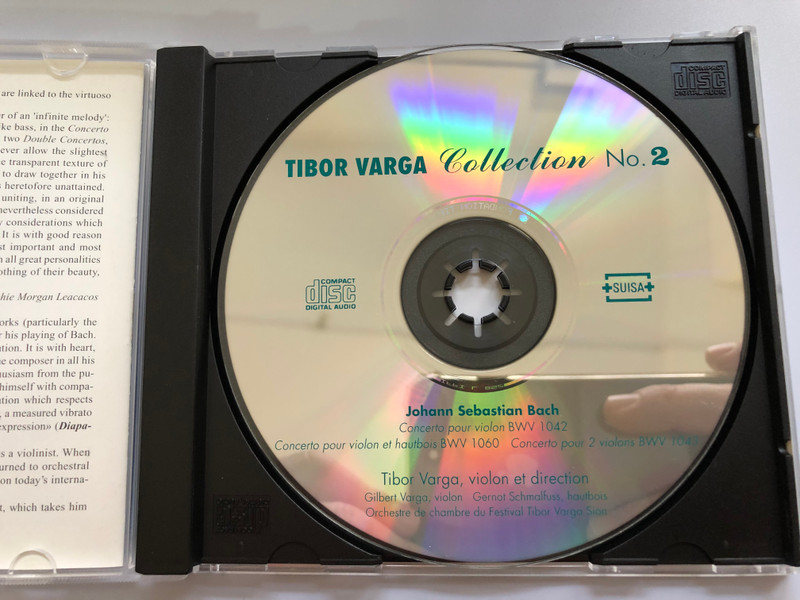 are linked to the virtuoso
er of an 'infinite melody':
ke bass, in the Concerto
two Double Concertos,
ever allow the slightest
e transparent texture of
to draw together in his
s heretofore unattained.
uniting, in an original
nevertheless considered
y considerations which
It is with good reason
st important and most
n all great personalities
othing of their beauty,
hie Morgan Leacacos
orks (particularly the
r his playing of Bach.
ution. It is with heart,
e composer in all his
usiasm from the pu-
himself with compa-
ution which respects
, a measured vibrato
expression» (Diapa-
s a violinist. When
urned to orchestral
on today's interna-
t, which takes him
COMPACT
disc
DIGITAL AUDIO
TIBOR VARGA Collection No. 2
COMPACT
disc
DIGITAL AUDIO
+SUISA+
Johann Sebastian Bach
Concerto pour violon BWV 1042
Concerto pour violon et hautbois BWV 1060 Concerto pour 2 violons BWV
Tibor Varga, violon et direction
Gilbert Varga, violon Gernot Schmalfuss, hautbois
Orchestre de chambre du Festival Tibor Varga Sion